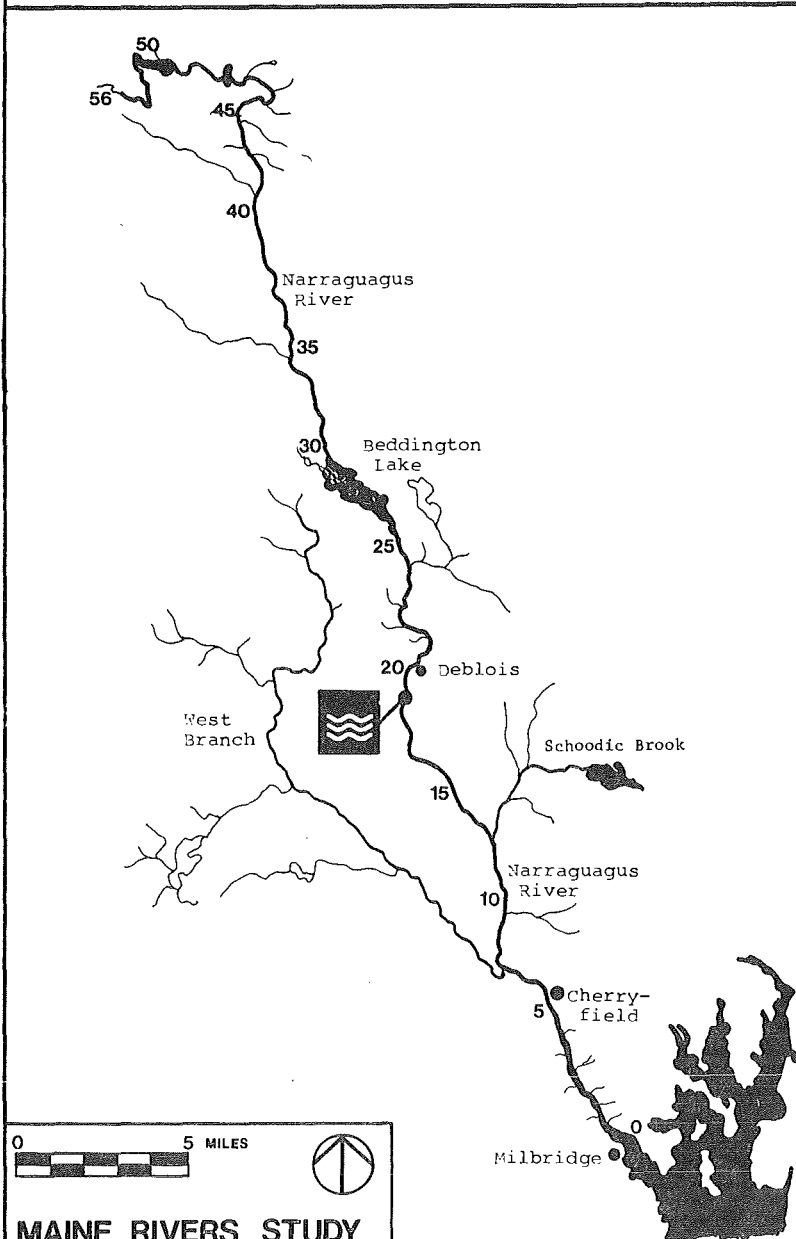 50
56
45
40
Narraguagus
River
35
30
Beddington
Lake
25
20
Deblois
West
Branch
Schoodic Brook
15
Narraguagus
River
10
Cherry-
field
5
0
Milbridge
0 5 MILES
MAINE RIVERS STUDY